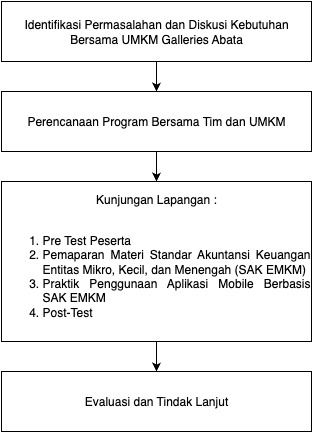 Identifikasi Permasalahan dan Diskusi Kebutuhan
Bersama UMKM Galleries Abata
Perencanaan Program Bersama Tim dan UMKM
Kunjungan Lapangan :
1. Pre Test Peserta
2. Pemaparan Materi Standar Akuntansi Keuangan
Entitas Mikro, Kecil, dan Menengah (SAK EMKM)
3. Praktik Penggunaan Aplikasi Mobile Berbasis
SAK EMKM
4. Post-Test
Evaluasi dan Tindak Lanjut